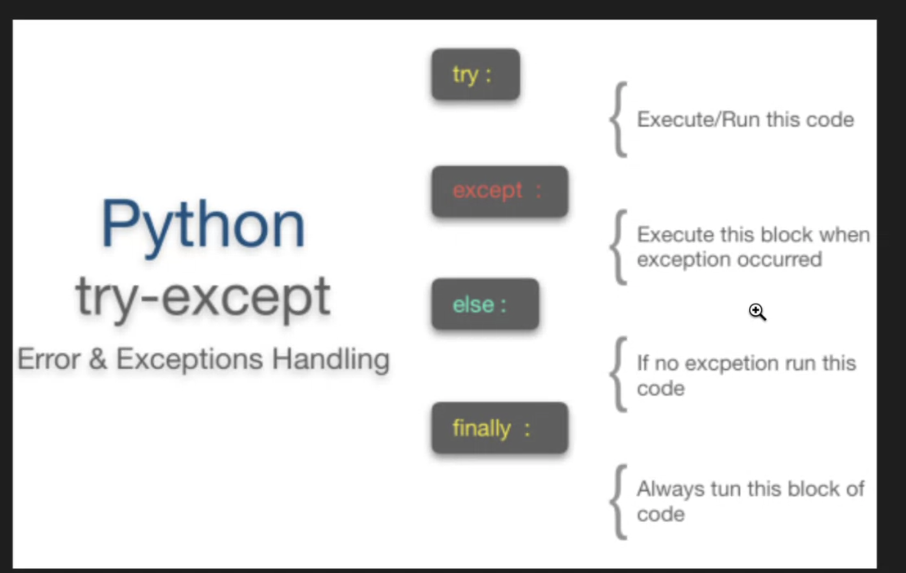 Python
try-except
Error & Exceptions Handling
try :
Execute/Run this code
except :
Execute this block when
exception occurred
else :
If no excpetion run this
code
finally :
Always tun this block of
code